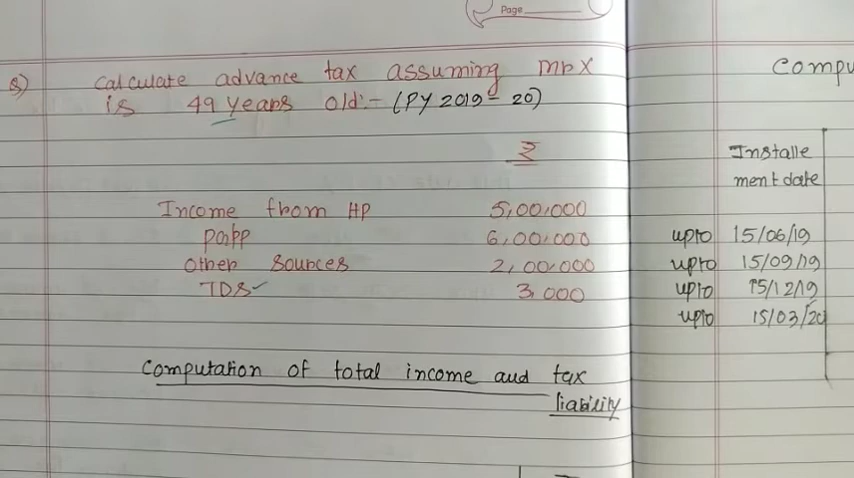 Page
Q) Calculate advance tax assuming Mr X
is 49 years old :- (PY 2019 - 20)
₹
Income from HP 5,00,000
PGBP 6,00,000
Other Sources 2,00,000
TDS 3,000
Computation of total income and tax
liability
Compu
Installe
ment date
upto 15/06/19
upto 15/09/19
upto 15/12/19
upto 15/03/20